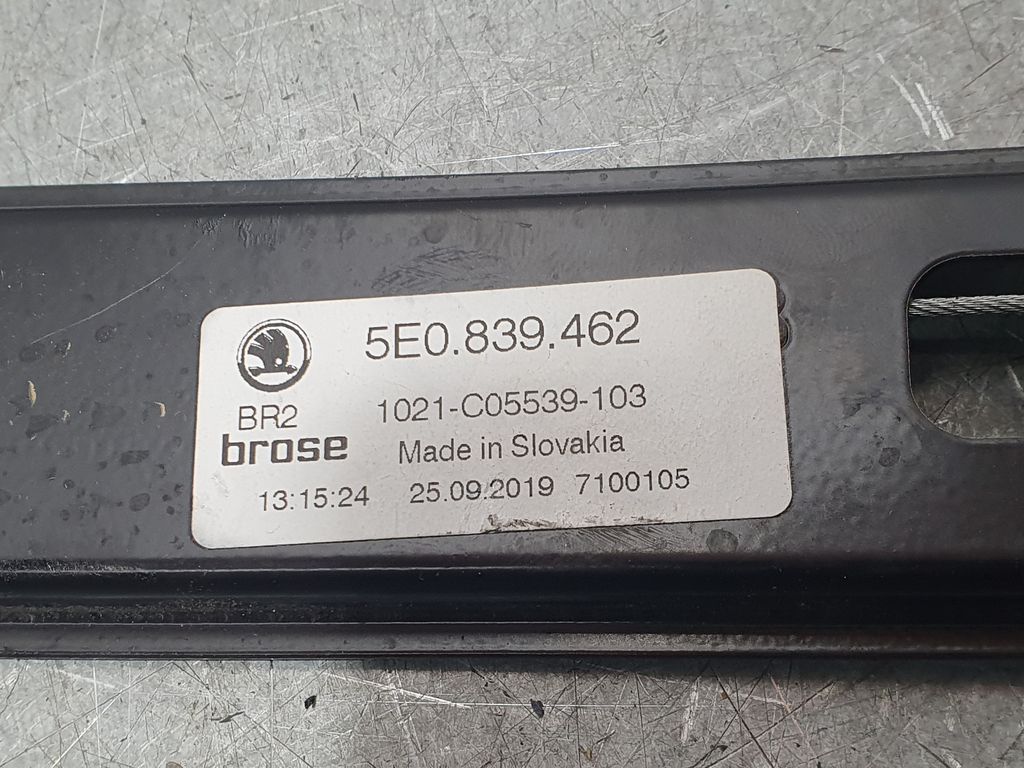 5E0.839.462
BR2 1021-C05539-103
brose Made in Slovakia
13:15:24 25.09.2019 7100105